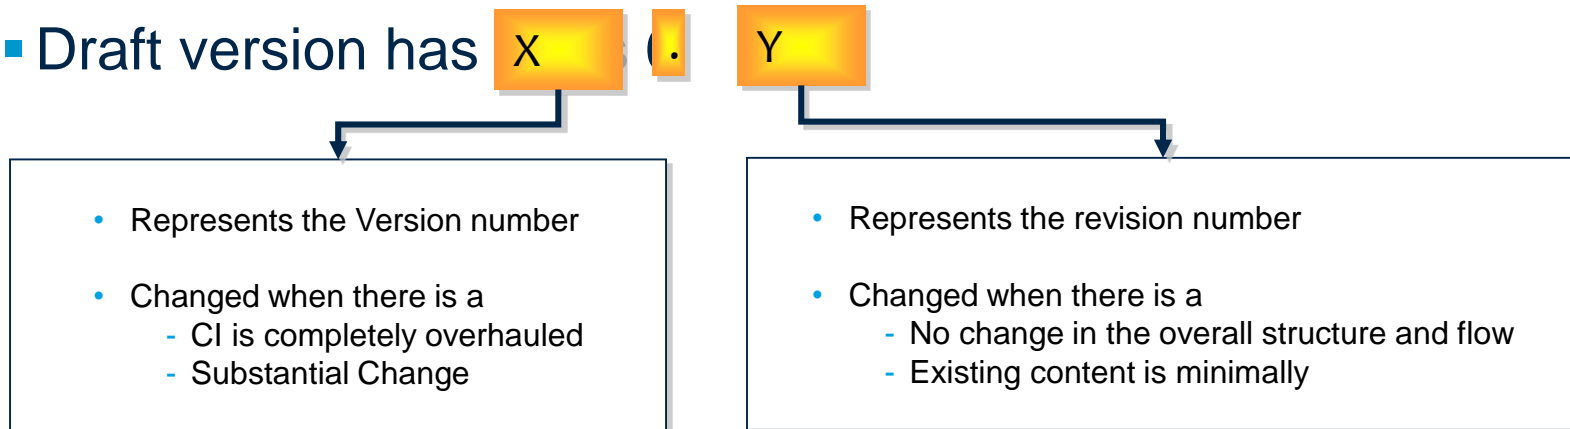 Draft version has X . Y
• Represents the Version number
• Changed when there is a
- CI is completely overhauled
- Substantial Change
• Represents the revision number
• Changed when there is a
- No change in the overall structure and flow
- Existing content is minimally